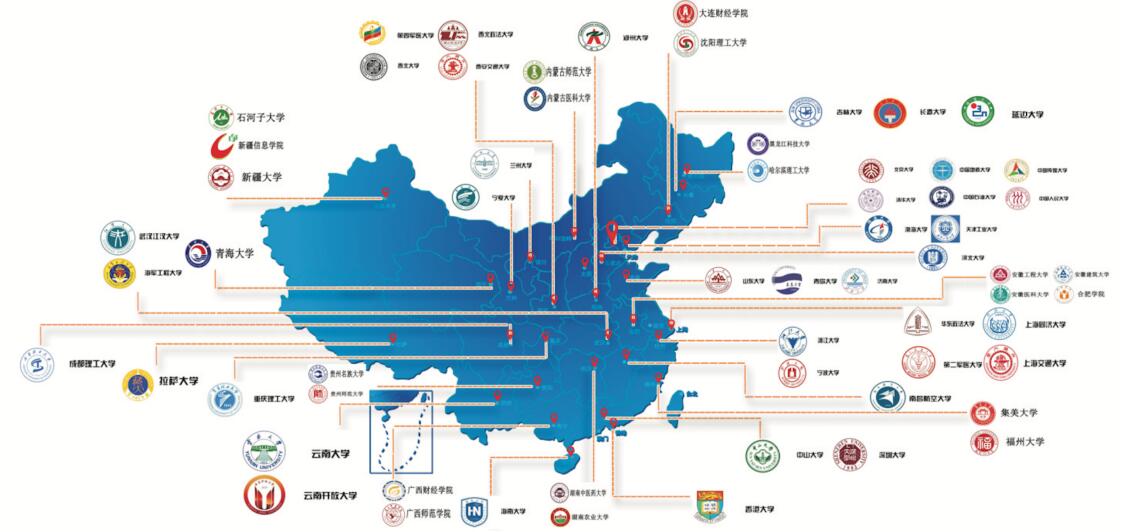 大连财经学院
沈阳理工大学
第四军医大学
西北政法大学
西北大学
西安交通大学
郑州大学
内蒙古师范大学
内蒙古医科大学
石河子大学
新疆信息学院
新疆大学
吉林大学
长春大学
延边大学
黑龙江科技大学
哈尔滨理工大学
兰州大学
宁夏大学
北京大学
中国地质大学
中国传媒大学
清华大学
中国石油大学
中国人民大学
渤海大学
天津工业大学
河北大学
武汉江汉大学
海军工程大学
青海大学
山东大学
青岛大学
济南大学
安徽工程大学
安徽建筑大学
安徽医科大学
合肥学院
华东政法大学
上海同济大学
第二军医大学
上海交通大学
上海
浙江大学
宁波大学
成都理工大学
拉萨大学
重庆理工大学
贵州名族大学
贵州师范大学
南昌航空大学
台北
集美大学
福州大学
云南大学
云南开放大学
广西财经学院
广西师范学院
海南大学
湖南中医药大学
湖南农业大学
香港
澳门
中山大学
深圳大学
香港大学